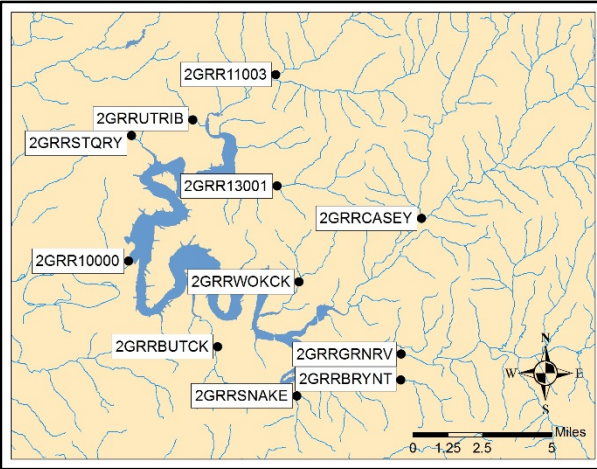 2GRR11003
2GRRUTRIB
2GRRSTQRY
2GRR13001
2GRRCASEY
2GRR10000
2GRRWOKCK
2GRRBUTCK
2GRRGRNRV
2GRRBRYNT
2GRRSNAKE
N
W E
S
Miles
0 1.25 2.5 5